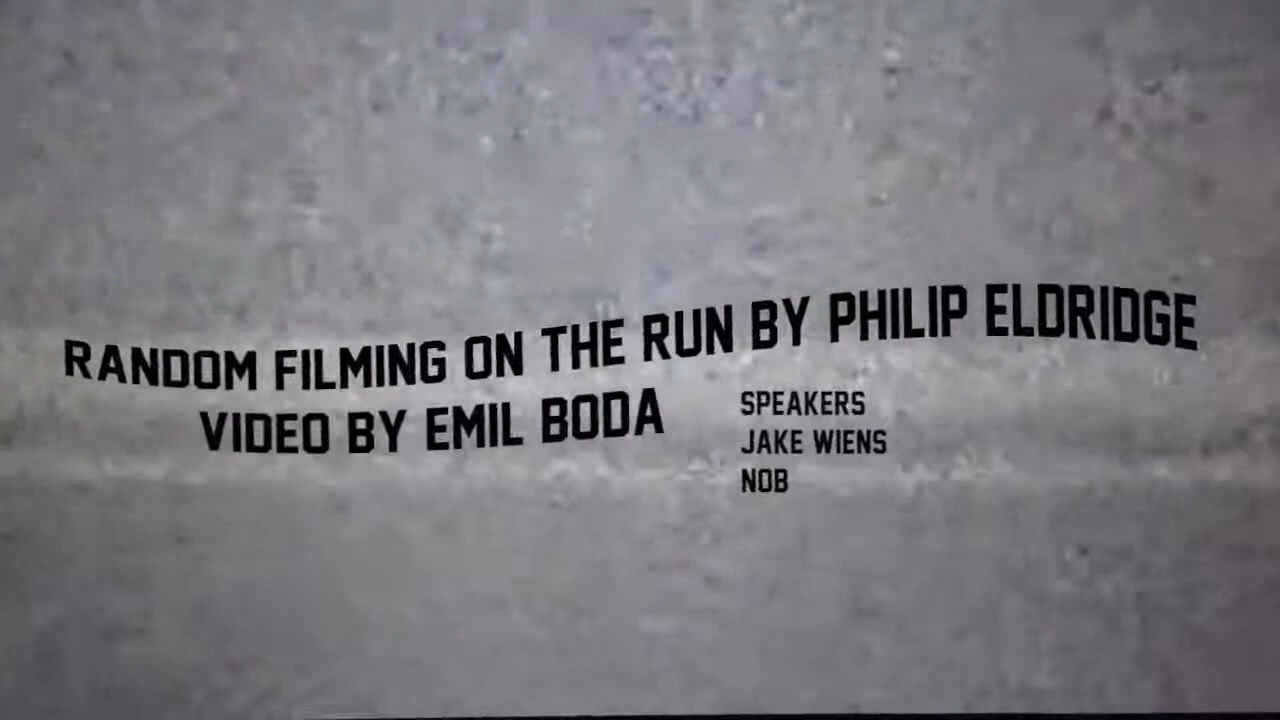 RANDOM FILMING ON THE RUN BY PHILIP ELDRIDGE
VIDEO BY EMIL BODA
SPEAKERS
JAKE WIENS
NOB